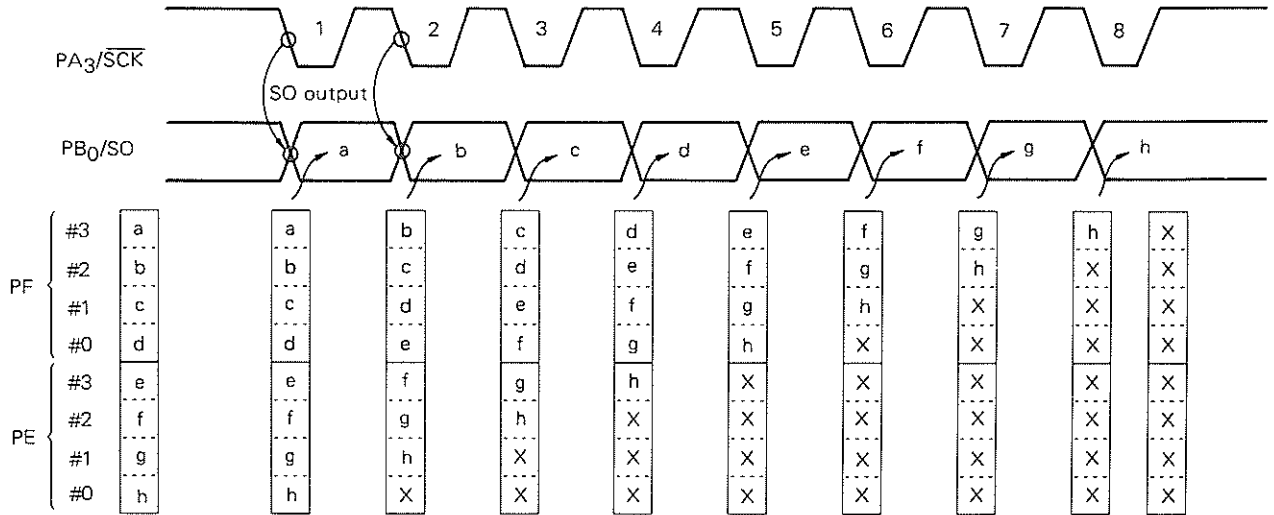 1 2 3 4 5 6 7 8
PA3/SCK
SO output
PB0/SO a b c d e f g h
PF
#3 a a b c d e f g h X
#2 b b c d e f g h X X
#1 c c d e f g h X X X
#0 d d e f g h X X X X
PE
#3 e e f g h X X X X X
#2 f f g h X X X X X X
#1 g g h X X X X X X X
#0 h h X X X X X X X X